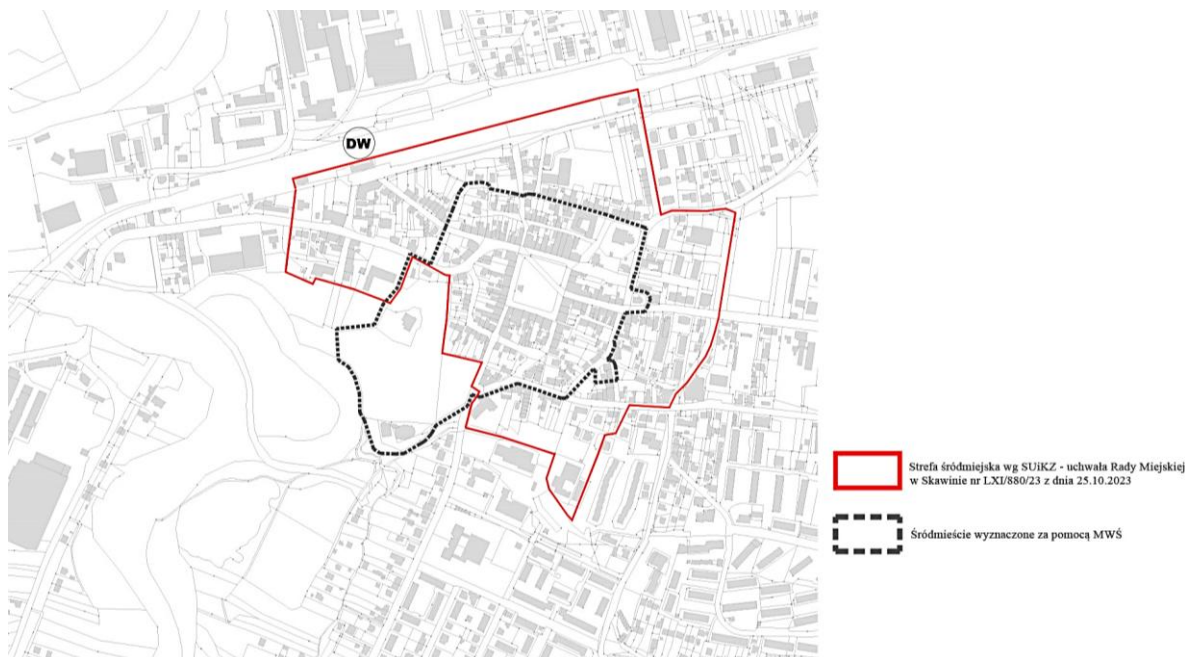 DW
Strefa śródmiejska wg SUiKZ - uchwała Rady Miejskiej
w Skawinie nr LXI/880/23 z dnia 25.10.2023
Śródmieście wyznaczone za pomocą MWŚ